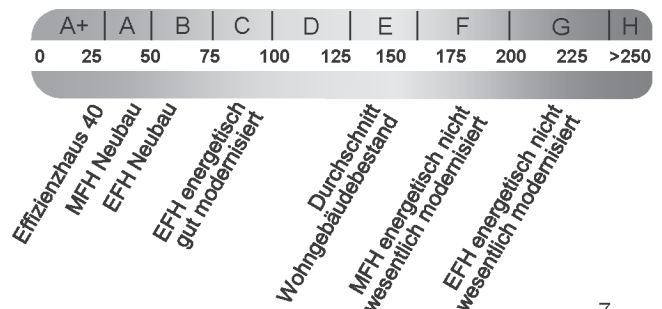 A+ A B C D E F G H
0 25 50 75 100 125 150 175 200 225 >250
Effizienzhaus 40
MFH Neubau
EFH Neubau
EFH energetisch
gut modernisiert
Durchschnitt
Wohngebäudebestand
MFH energetisch nicht
wesentlich modernisiert
EFH energetisch nicht
wesentlich modernisiert
7